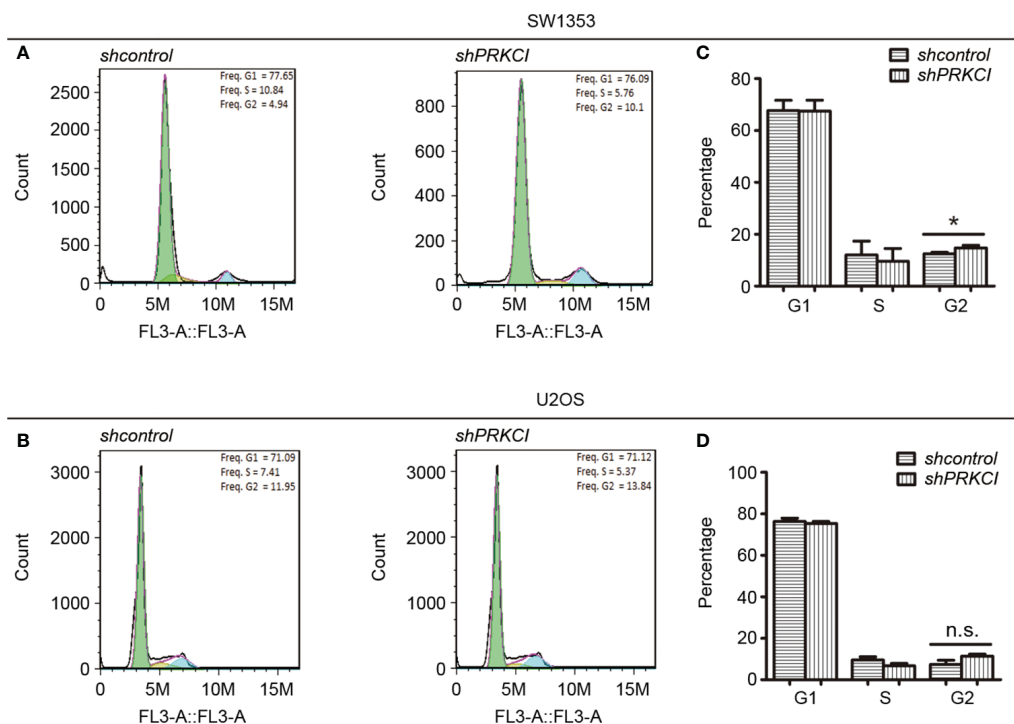 SW1353
A
shcontrol
Freq. G1 = 77.65
Freq. S = 10.84
Freq. G2 = 4.94
2500
2000
1500
1000
500
0
Count
0
5M
10M
15M
FL3-A::FL3-A
shPRKCI
Freq. G1 = 76.09
Freq. S = 5.76
Freq. G2 = 10.1
800
600
400
200
0
Count
0
5M
10M
15M
FL3-A::FL3-A
C
shcontrol
shPRKCI
80
60
40
20
0
Percentage
*
G1
S
G2
U2OS
B
shcontrol
Freq. G1 = 71.09
Freq. S = 7.41
Freq. G2 = 11.95
3000
2000
1000
0
Count
0
5M
10M
15M
FL3-A::FL3-A
shPRKCI
Freq. G1 = 71.12
Freq. S = 5.37
Freq. G2 = 13.84
3000
2000
1000
0
Count
0
5M
10M
15M
FL3-A::FL3-A
D
shcontrol
shPRKCI
100
80
60
40
20
0
Percentage
n.s.
G1
S
G2